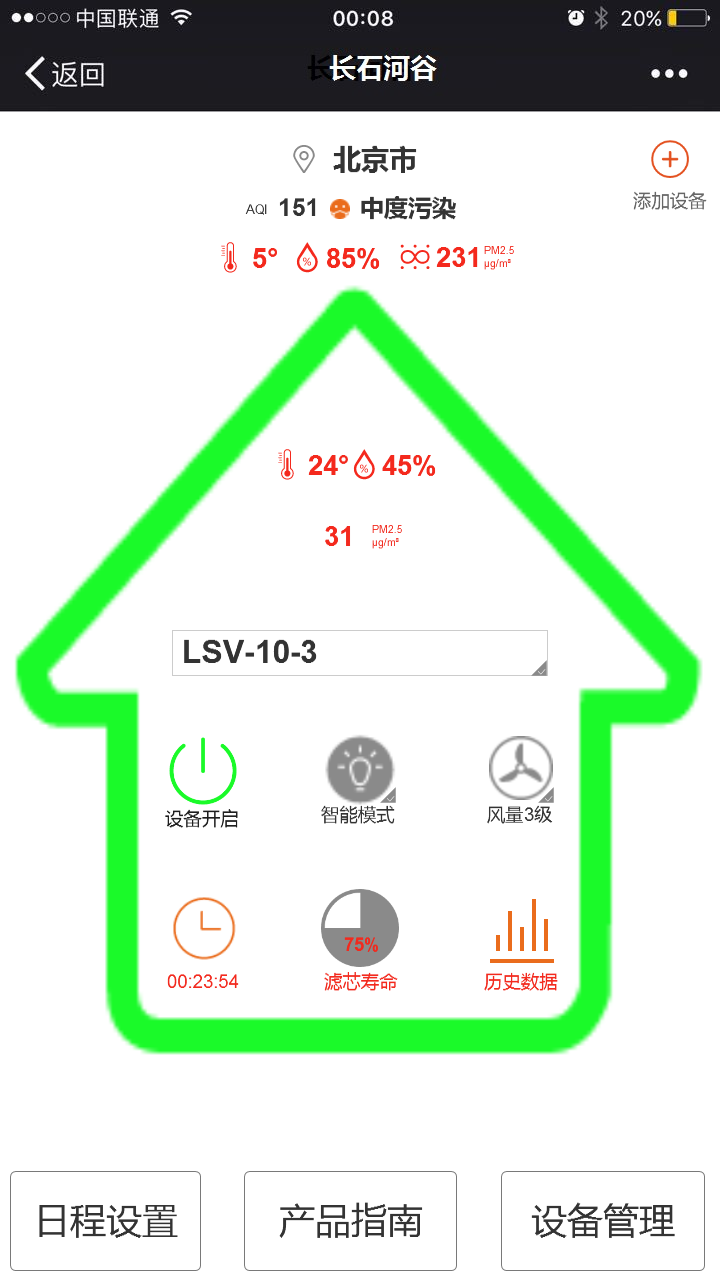 中国联通 00:08 20%
返回 长石河谷
北京市
添加设备
AQI 151 中度污染
5° % 85% 231 PM2.5 μg/m³
24° % 45%
31 PM2.5 μg/m³
LSV-10-3
设备开启 智能模式 风量3级
75%
00:23:54 滤芯寿命 历史数据
日程设置 产品指南 设备管理